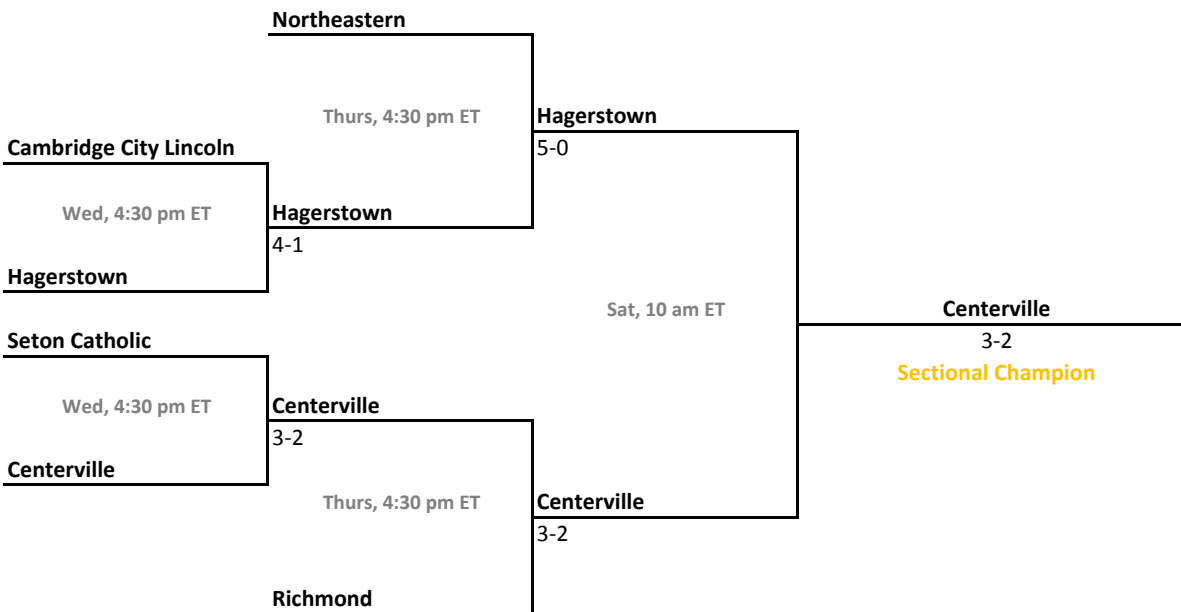 Northeastern
Thurs, 4:30 pm ET
Hagerstown
Cambridge City Lincoln
5-0
Wed, 4:30 pm ET
Hagerstown
4-1
Hagerstown
Sat, 10 am ET
Centerville
Seton Catholic
3-2
Sectional Champion
Wed, 4:30 pm ET
Centerville
3-2
Centerville
Thurs, 4:30 pm ET
Centerville
3-2
Richmond